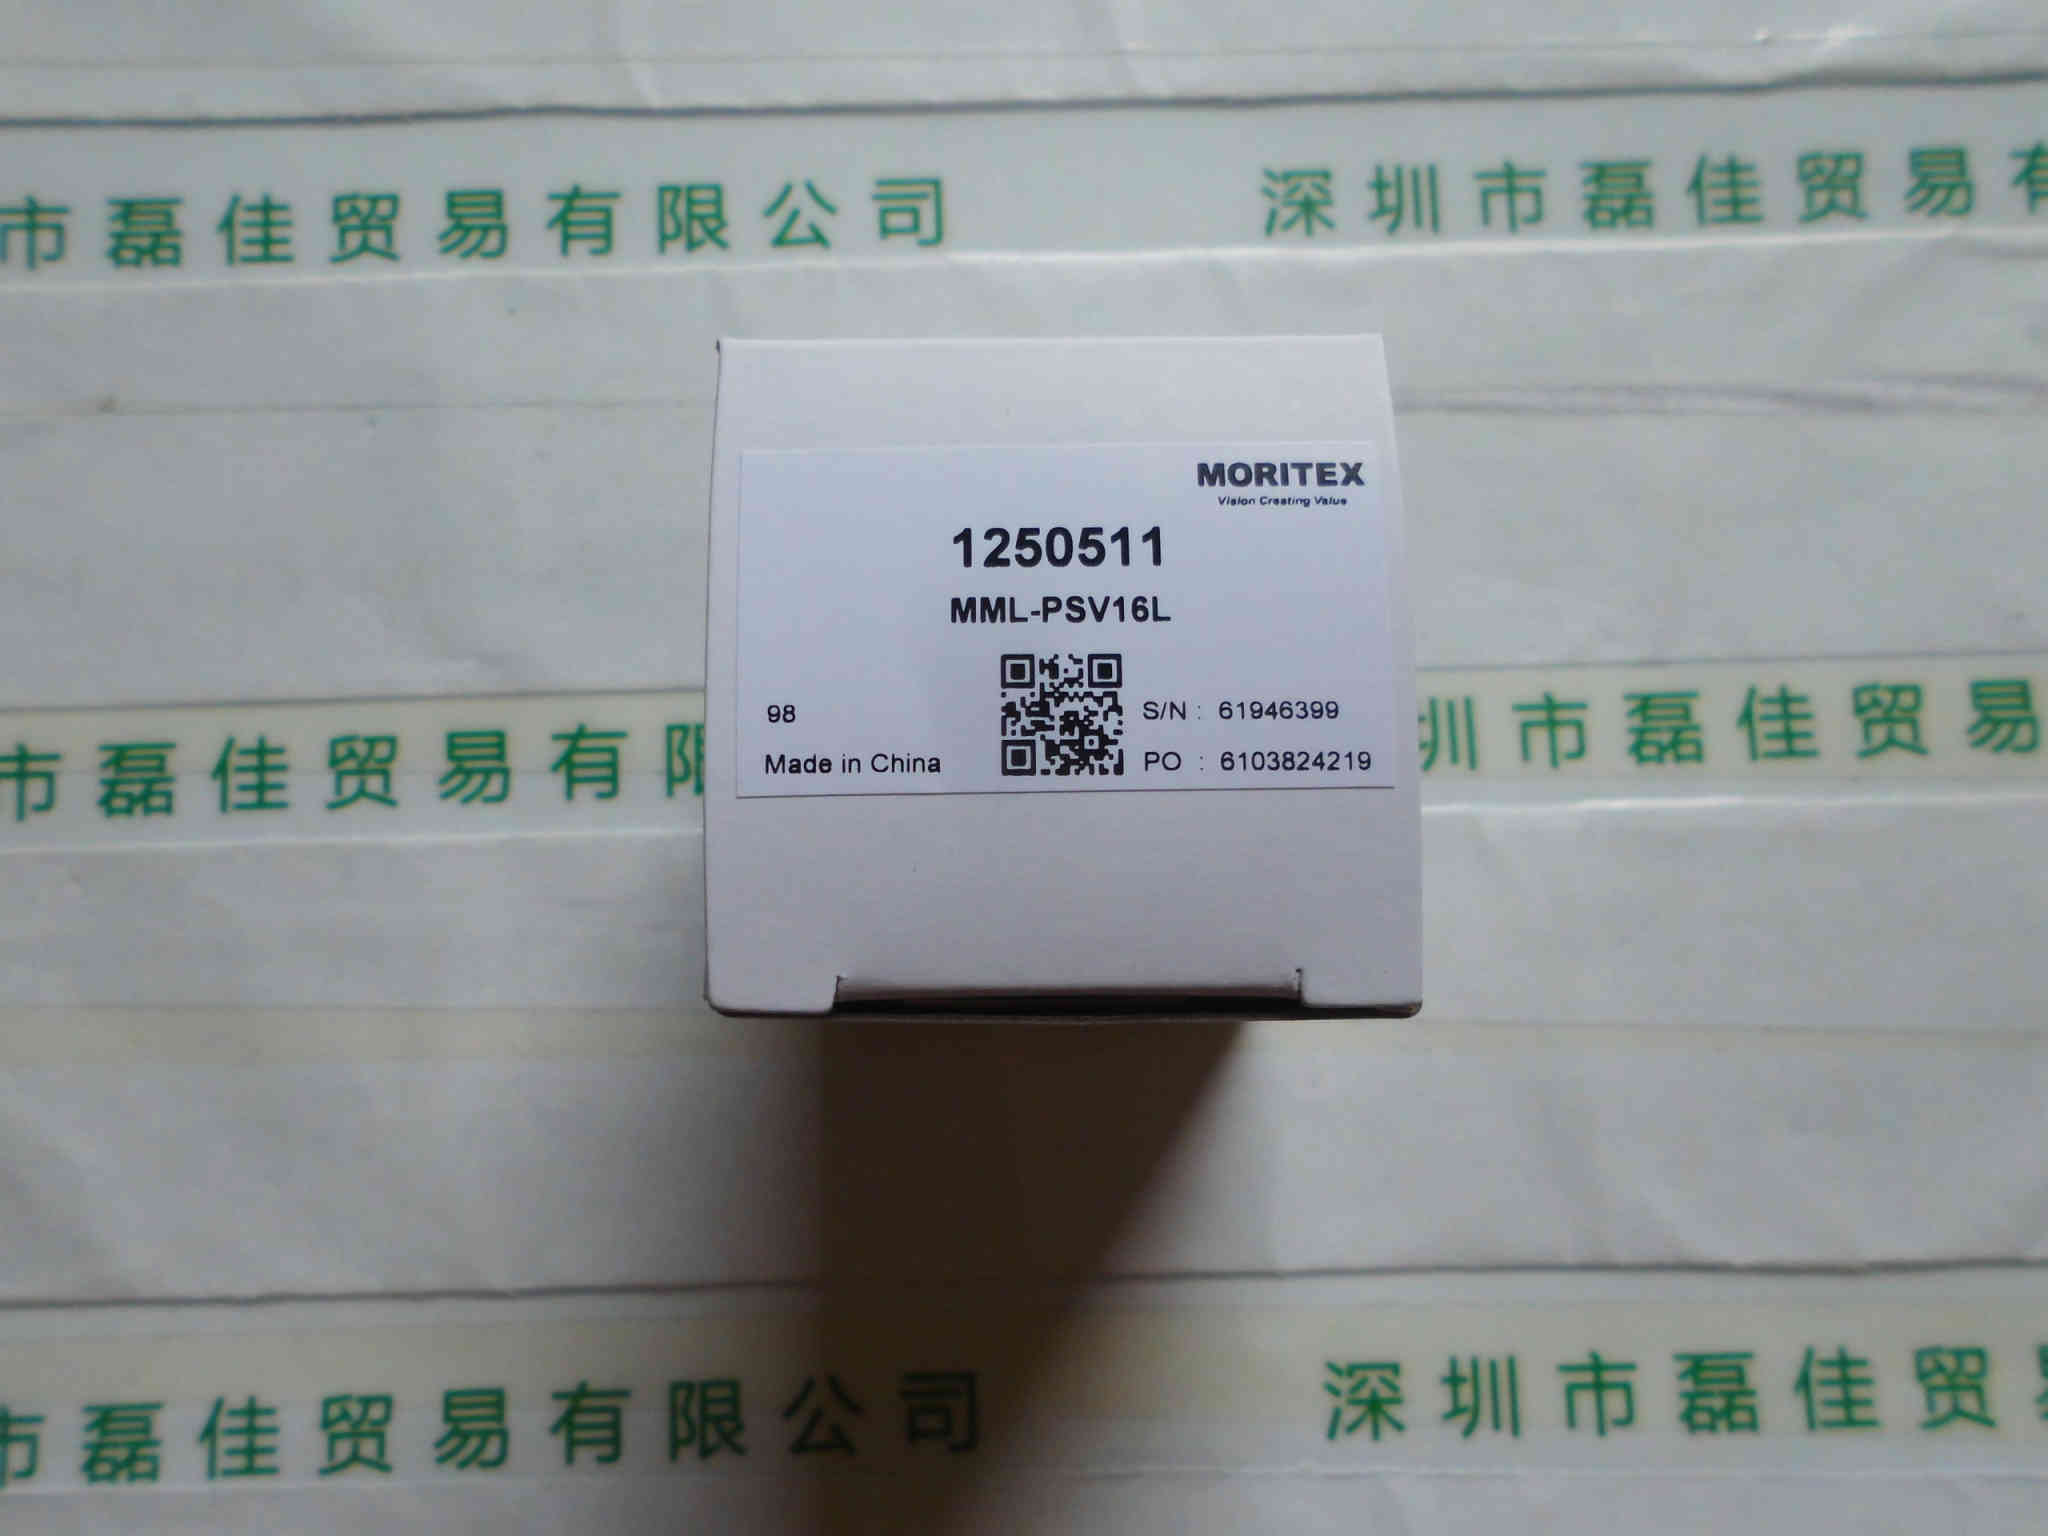 市磊佳贸易有限公司 深圳市磊佳贸易有
MORITEX
Vision Creating Value
1250511
MML-PSV16L
98
S/N : 61946399
Made in China
PO : 6103824219
市磊佳贸易有限 圳市磊佳贸易
市磊佳贸易有限公司 深圳市磊佳贸